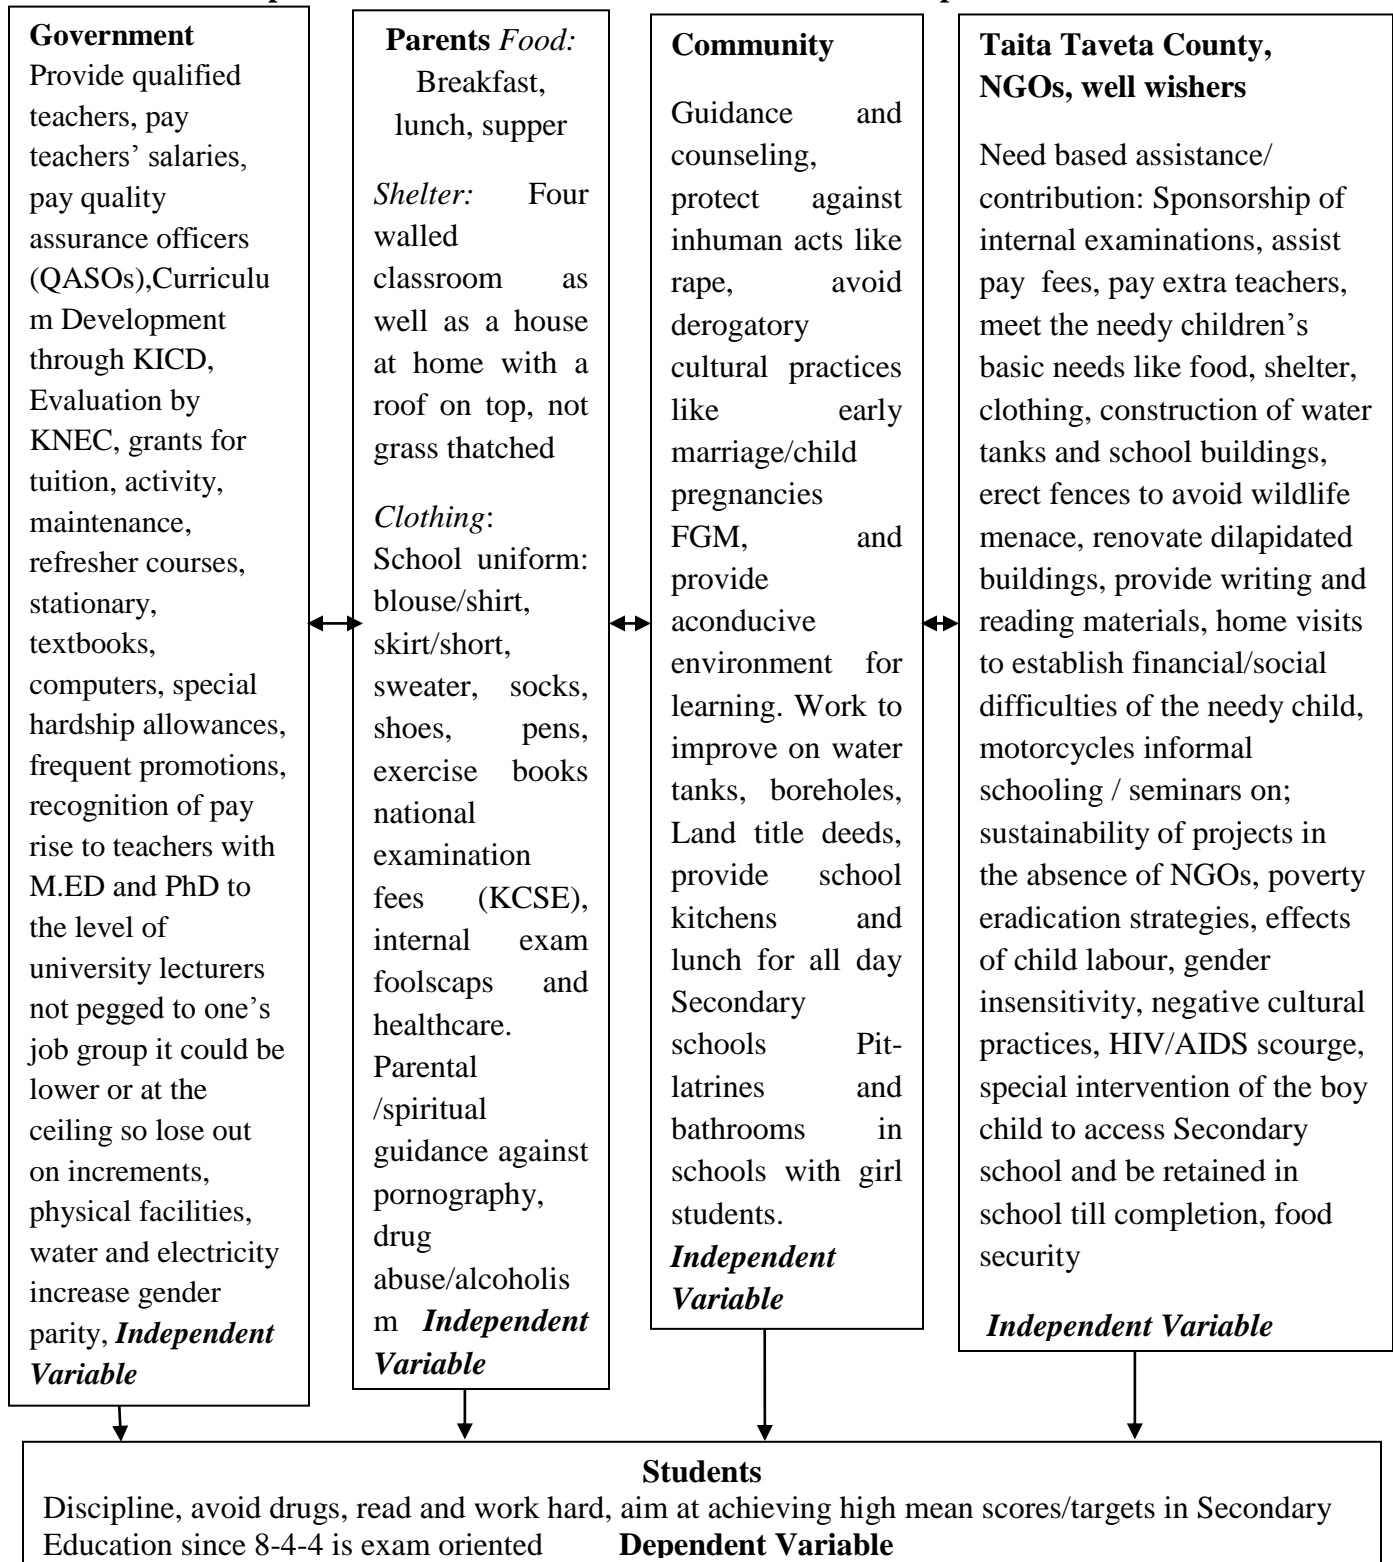 Government
Provide qualified
teachers, pay
teachers’ salaries,
pay quality
assurance officers
(QASOs),Curriculu
m Development
through KICD,
Evaluation by
KNEC, grants for
tuition, activity,
maintenance,
refresher courses,
stationary,
textbooks,
computers, special
hardship allowances,
frequent promotions,
recognition of pay
rise to teachers with
M.ED and PhD to
the level of
university lecturers
not pegged to one’s
job group it could be
lower or at the
ceiling so lose out
on increments,
physical facilities,
water and electricity
increase gender
parity, Independent
Variable
Parents Food:
Breakfast,
lunch, supper
Shelter: Four
walled
classroom as
well as a house
at home with a
roof on top, not
grass thatched
Clothing:
School uniform:
blouse/shirt,
skirt/short,
sweater, socks,
shoes, pens,
exercise books
national
examination
fees (KCSE),
internal exam
foolscaps and
healthcare.
Parental
/spiritual
guidance against
pornography,
drug
abuse/alcoholis
m Independent
Variable
Community
Guidance and
counseling,
protect against
inhuman acts like
rape, avoid
derogatory
cultural practices
like early
marriage/child
pregnancies
FGM, and
provide
aconducive
environment for
learning. Work to
improve on water
tanks, boreholes,
Land title deeds,
provide school
kitchens and
lunch for all day
Secondary
schools Pit-
latrines and
bathrooms in
schools with girl
students.
Independent
Variable
Taita Taveta County,
NGOs, well wishers
Need based assistance/
contribution: Sponsorship of
internal examinations, assist
pay fees, pay extra teachers,
meet the needy children’s
basic needs like food, shelter,
clothing, construction of water
tanks and school buildings,
erect fences to avoid wildlife
menace, renovate dilapidated
buildings, provide writing and
reading materials, home visits
to establish financial/social
difficulties of the needy child,
motorcycles informal
schooling / seminars on;
sustainability of projects in
the absence of NGOs, poverty
eradication strategies, effects
of child labour, gender
insensitivity, negative cultural
practices, HIV/AIDS scourge,
special intervention of the boy
child to access Secondary
school and be retained in
school till completion, food
security
Independent Variable
Students
Discipline, avoid drugs, read and work hard, aim at achieving high mean scores/targets in Secondary
Education since 8-4-4 is exam oriented Dependent Variable